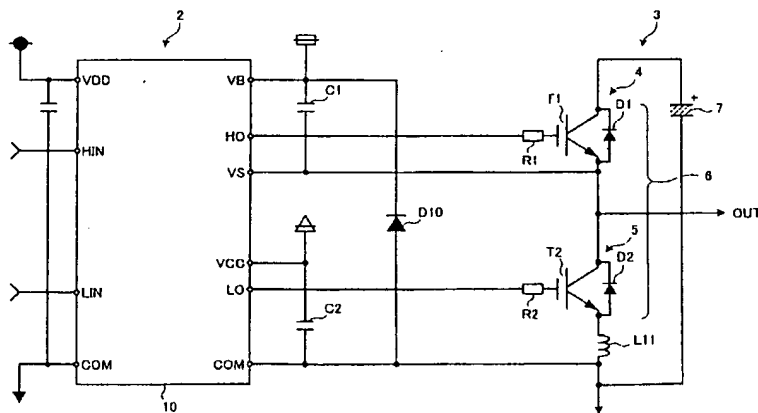 2
3
VDD
VB
C1
4
T1
D1
+
7
HIN
HO
R1
VS
6
D10
OUT
5
T2
D2
VCC
LIN
LO
C2
R2
L11
COM
COM
10